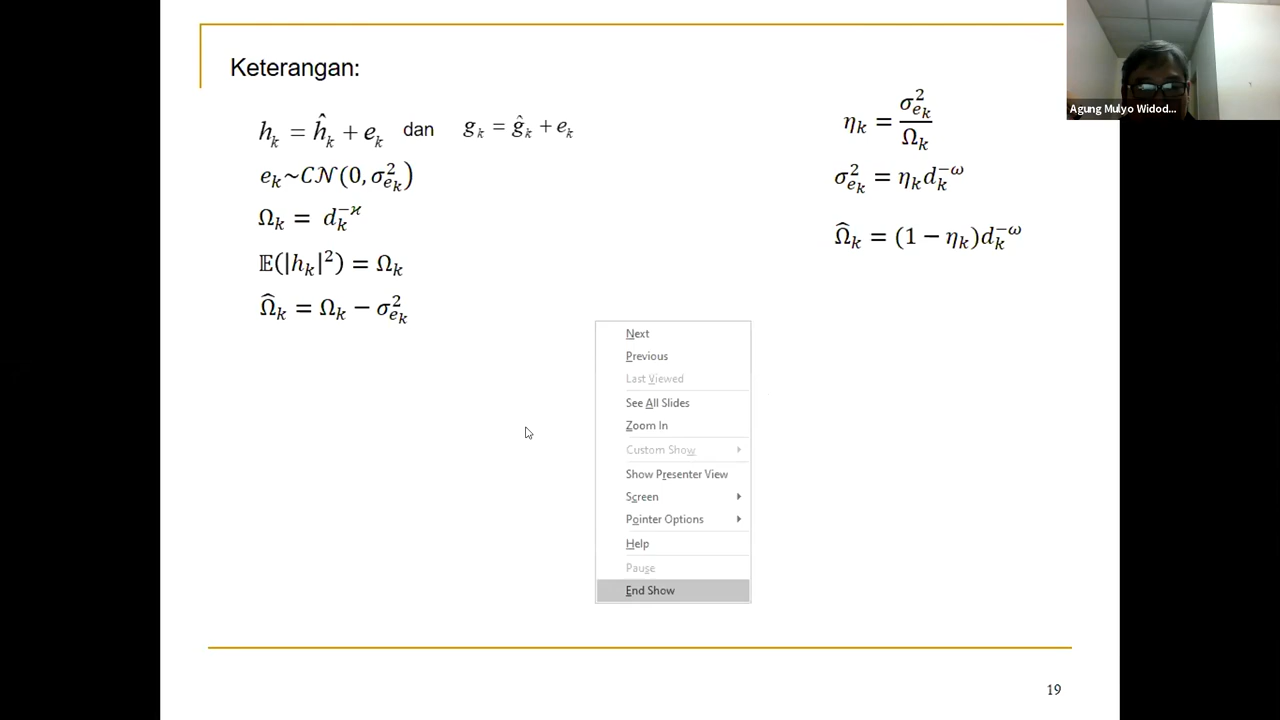 Keterangan:
h_k = ĥ_k + e_k dan g_k = ĝ_k + e_k
e_k~C𝒩(0, σ²_{e_k})
Ω_k = d_k^{−ϰ}
𝔼(|h_k|²) = Ω_k
Ω̂_k = Ω_k − σ²_{e_k}
η_k = σ²_{e_k} / Ω_k
σ²_{e_k} = η_k d_k^{−ω}
Ω̂_k = (1 − η_k)d_k^{−ω}
Agung Mulyo Widod...
Next
Previous
Last Viewed
See All Slides
Zoom In
Custom Show
Show Presenter View
Screen
Pointer Options
Help
Pause
End Show
19